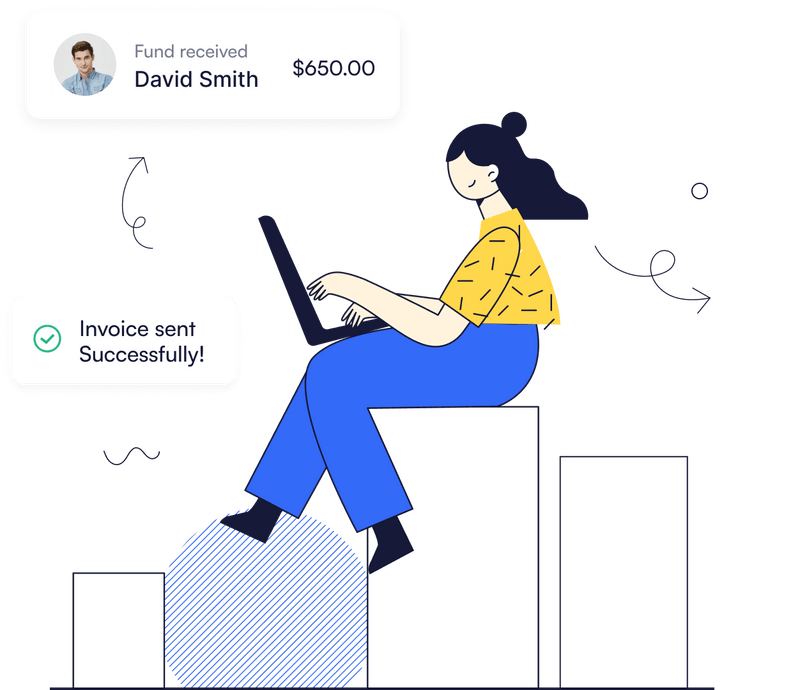 Fund received
David Smith
$650.00
Invoice sent
Successfully!